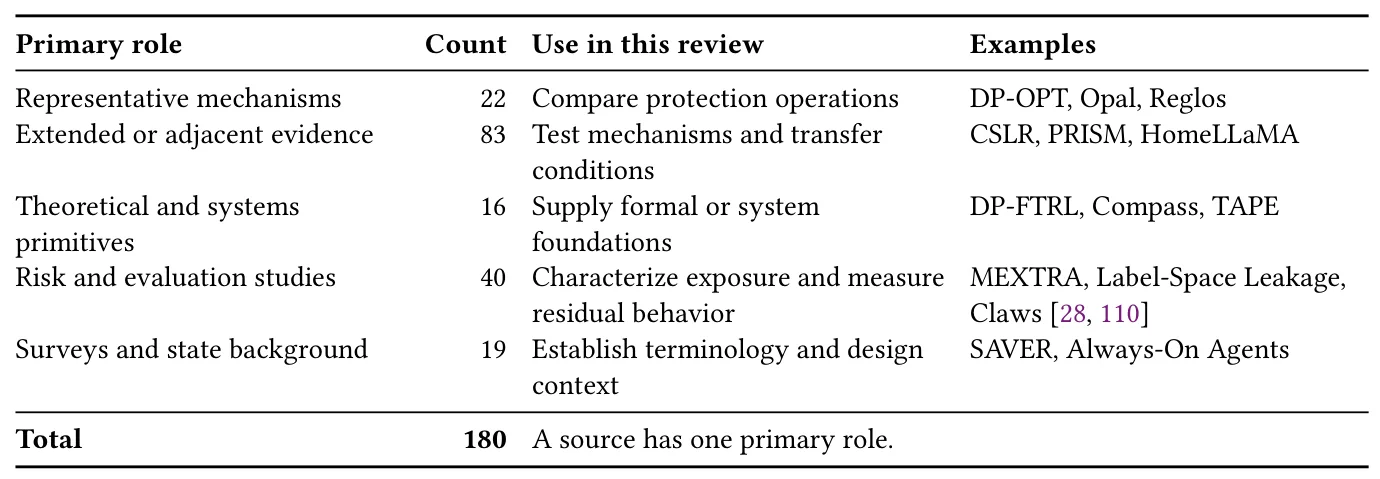 Primary role Count Use in this review Examples
Representative mechanisms 22 Compare protection operations DP-OPT, Opal, Reglos
Extended or adjacent evidence 83 Test mechanisms and transfer CSLR, PRISM, HomeLLaMA
conditions
Theoretical and systems 16 Supply formal or system DP-FTRL, Compass, TAPE
primitives foundations
Risk and evaluation studies 40 Characterize exposure and measure MEXTRA, Label-Space Leakage,
residual behavior Claws [28, 110]
Surveys and state background 19 Establish terminology and design SAVER, Always-On Agents
context
Total 180 A source has one primary role.